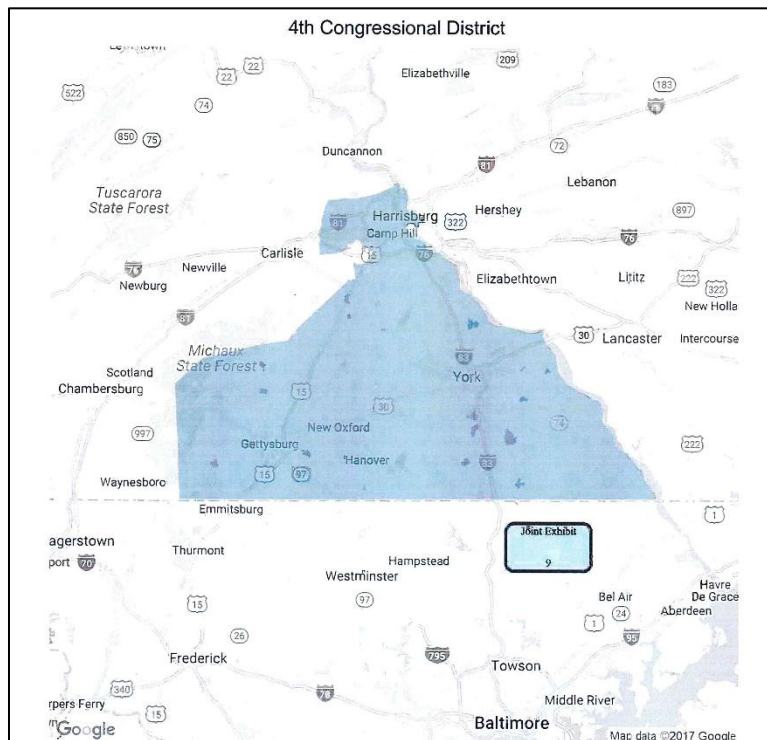 4th Congressional District
209
22
22
Elizabethville
522
74
183
78
850
75
Duncannon
72
81
Tuscarora
State Forest
Lebanon
Harrisburg
Hershey
897
81
322
Camp Hill
Carlisle
15
76
76
Newville
Elizabethtown
Lititz
222
76
Newburg
322
New Holla
81
30
Lancaster
Intercourse
Michaux
State Forest
Scotland
83
York
Chambersburg
15
30
74
997
New Oxford
222
Gettysburg
Hanover
15
97
83
Waynesboro
Emmitsburg
1
Joint Exhibit
9
agerstown
Thurmont
port
70
Hampstead
Westminster
Havre
De Grace
15
97
Bel Air
24
Aberdeen
1
26
95
795
Frederick
Towson
340
70
rpers Ferry
15
Middle River
Google
Baltimore
Map data ©2017 Google